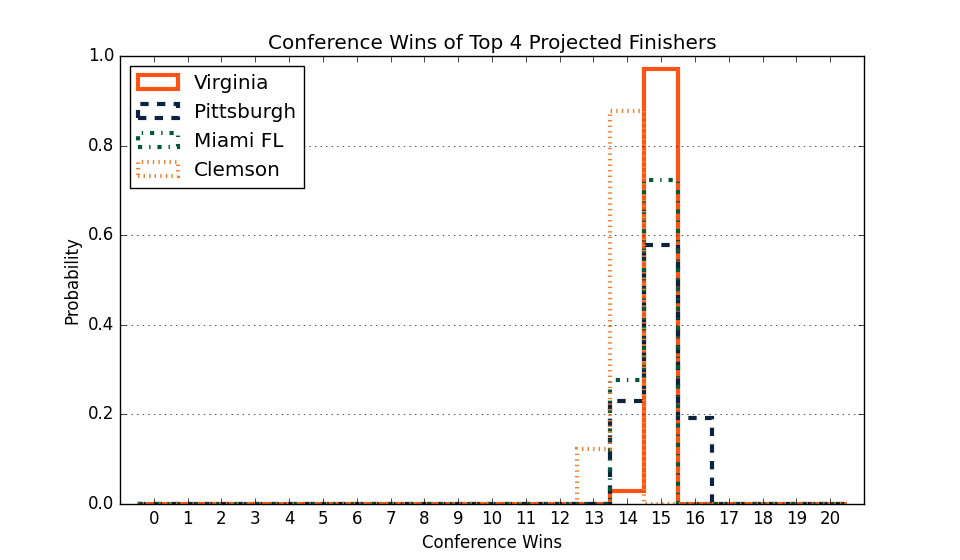 Conference Wins of Top 4 Projected Finishers
1.0
0.8
0.6
0.4
0.2
0.0
Probability
Virginia
Pittsburgh
Miami FL
Clemson
0 1 2 3 4 5 6 7 8 9 10 11 12 13 14 15 16 17 18 19 20
Conference Wins